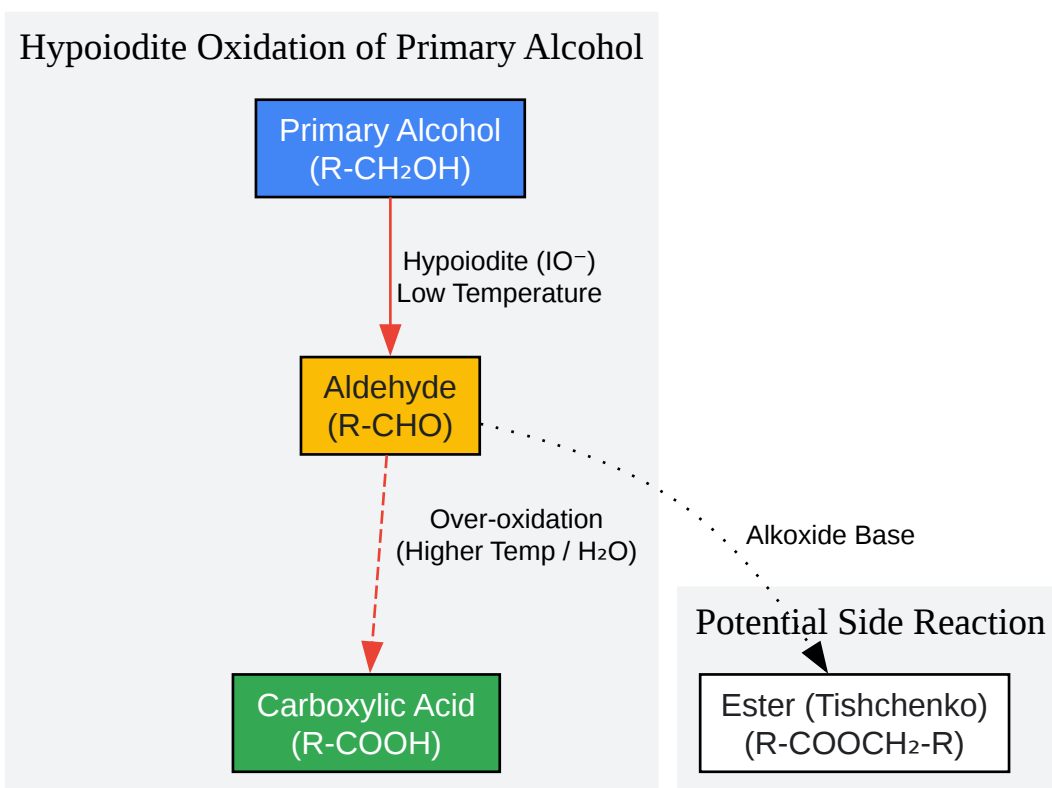 Hypoiodite Oxidation of Primary Alcohol
Primary Alcohol
(R-CH₂OH)
Hypoiodite (IO⁻)
Low Temperature
Aldehyde
(R-CHO)
Over-oxidation
(Higher Temp / H₂O)
Alkoxide Base
Carboxylic Acid
(R-COOH)
Potential Side Reaction
Ester (Tishchenko)
(R-COOCH₂-R)